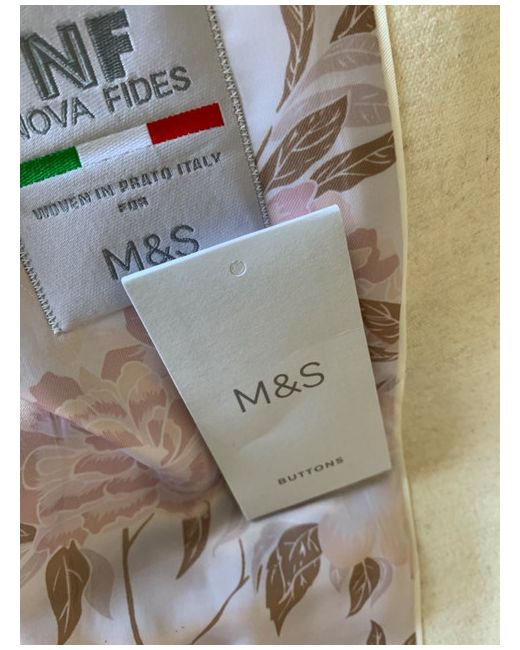 NF
NOVA FIDES
WOVEN IN PRATO ITALY
FOR
M&S
M&S
BUTTONS